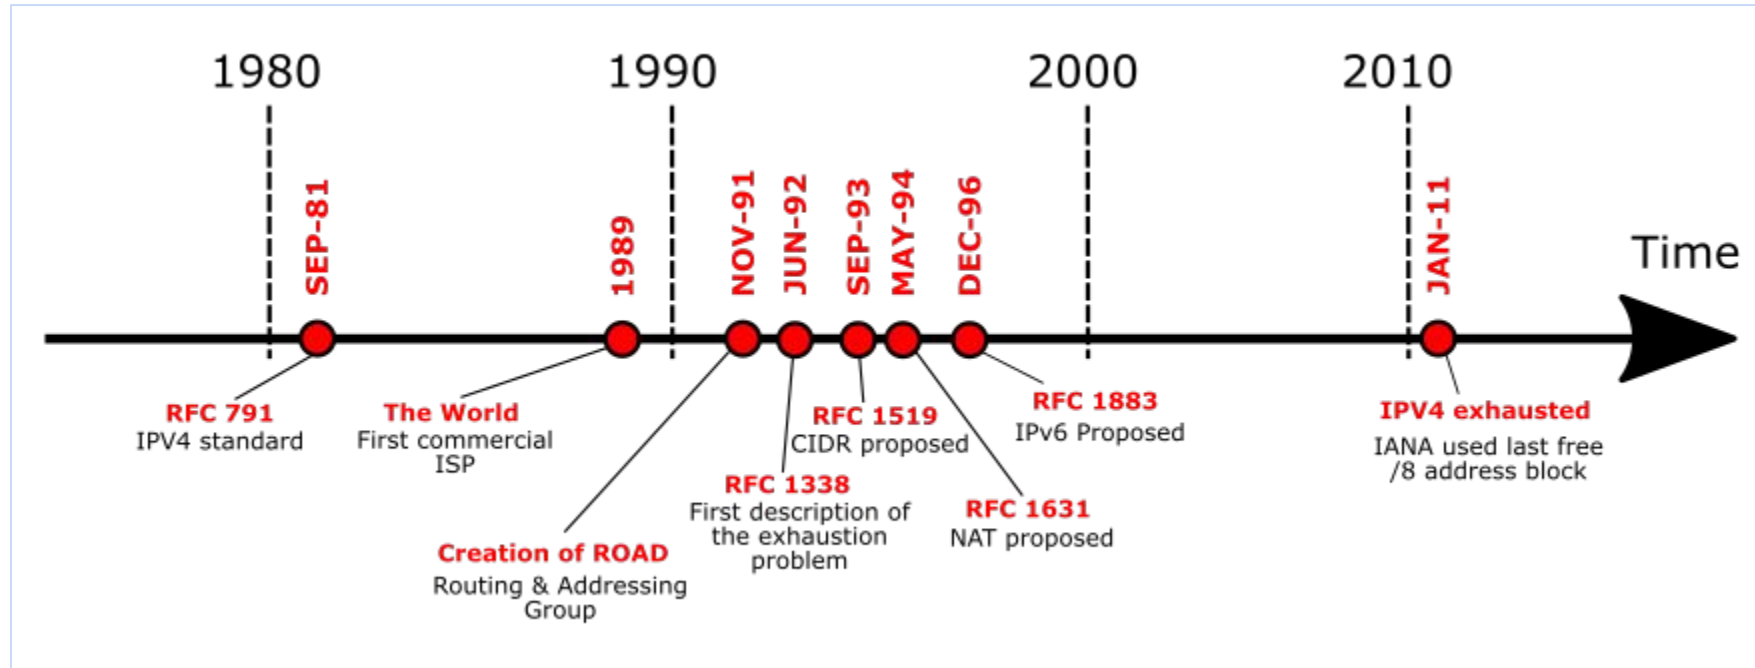 1980
1990
2000
2010
SEP-81
1989
NOV-91
JUN-92
SEP-93
MAY-94
DEC-96
JAN-11
Time
RFC 791
IPV4 standard
The World
First commercial
ISP
Creation of ROAD
Routing & Addressing
Group
RFC 1338
First description of
the exhaustion
problem
RFC 1519
CIDR proposed
RFC 1631
NAT proposed
RFC 1883
IPv6 Proposed
IPV4 exhausted
IANA used last free
/8 address block